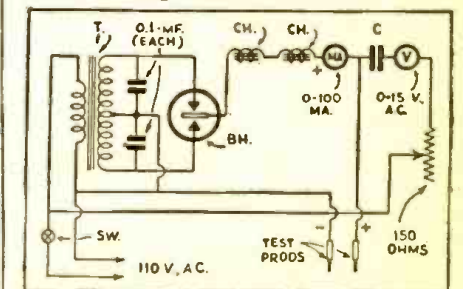 T.
0.1-MF.
(EACH)
CH.
CH.
C
MA
V
+
0-100
MA.
0-15 V.,
A.C.
BH.
-
+
SW.
TEST
PRODS
150
OHMS
110 V., A.C.